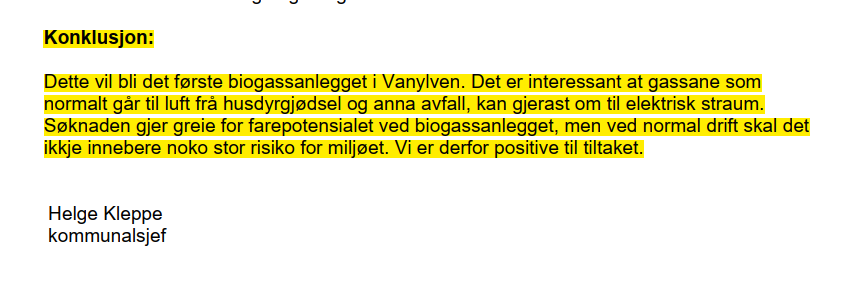 Konklusjon:
Dette vil bli det første biogassanlegget i Vanylven. Det er interessant at gassane som
normalt går til luft frå husdyrgjødsel og anna avfall, kan gjerast om til elektrisk straum.
Søknaden gjer greie for farepotensialet ved biogassanlegget, men ved normal drift skal det
ikkje innebere noko stor risiko for miljøet. Vi er derfor positive til tiltaket.
Helge Kleppe
kommunalsjef